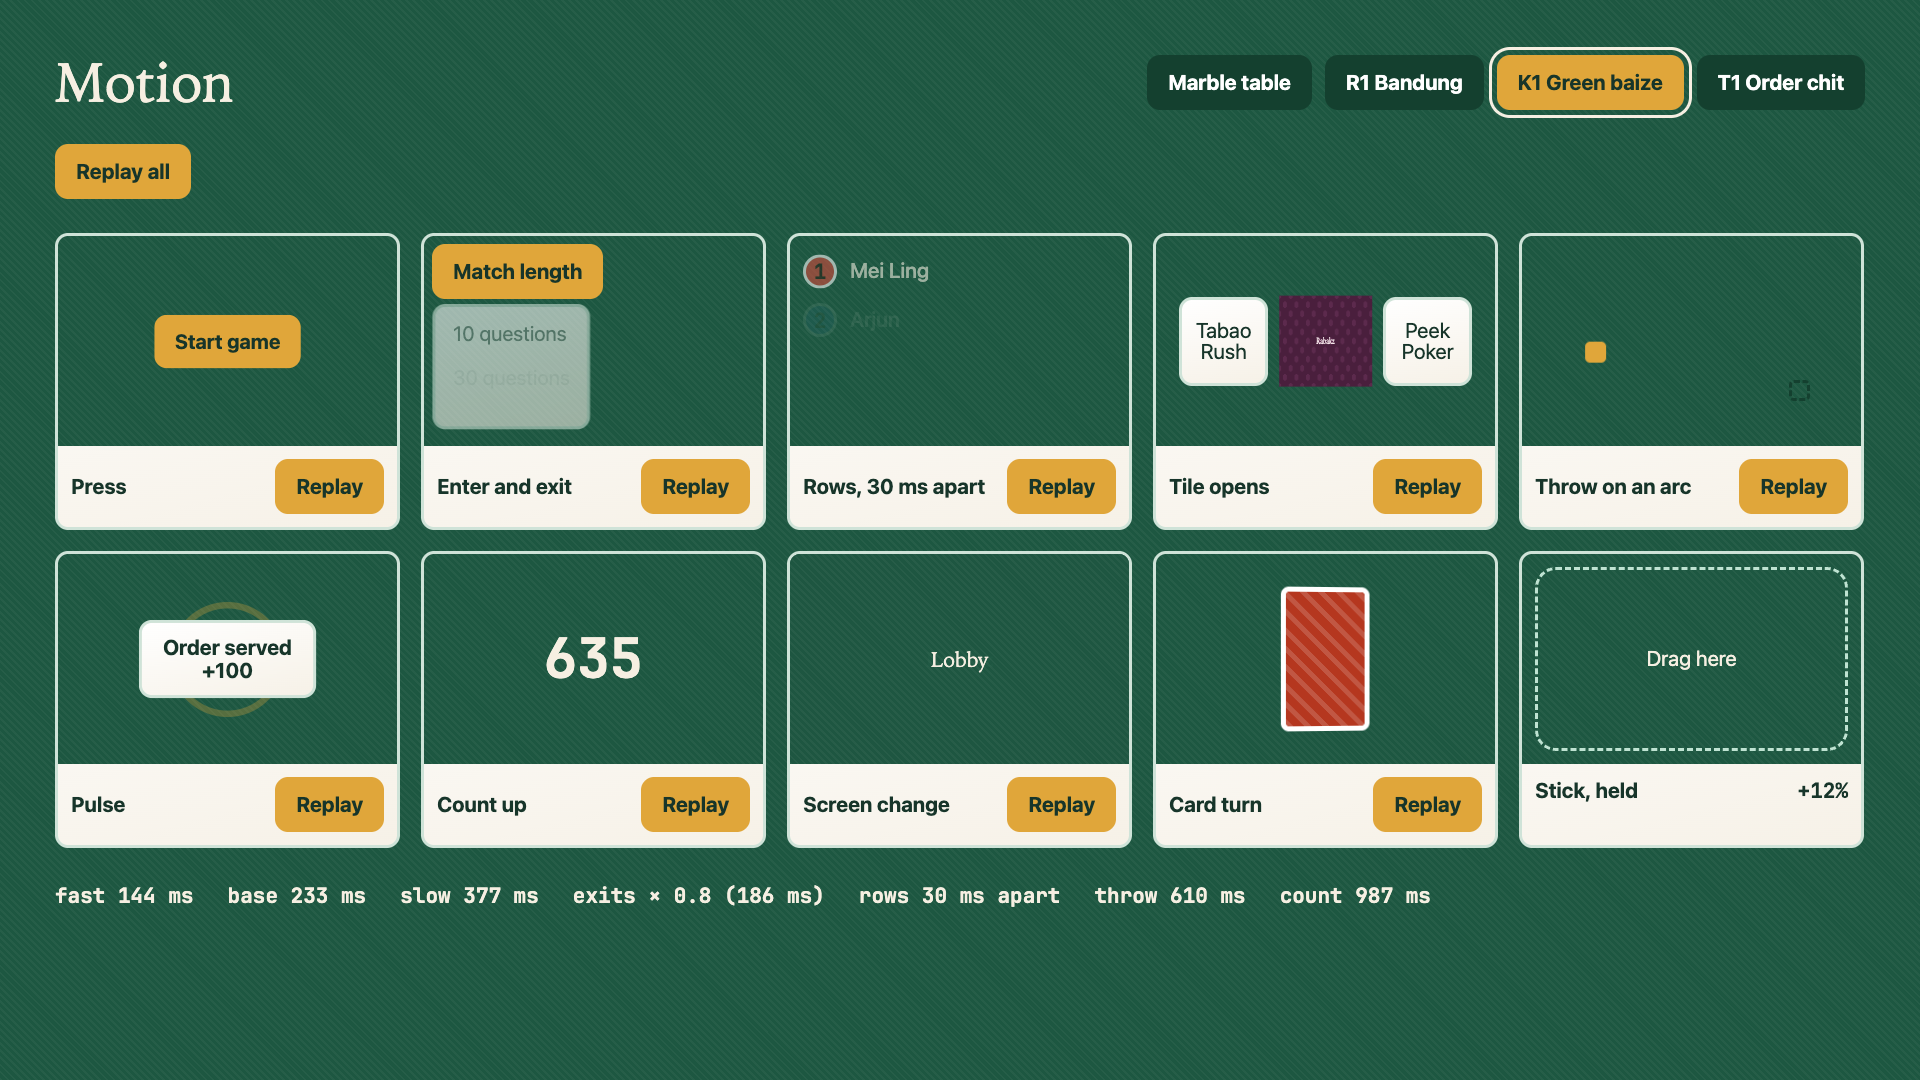 Motion
Marble table
R1 Bandung
K1 Green baize
T1 Order chit
Replay all
Start game
Press
Replay
Match length
10 questions
30 questions
Enter and exit
Replay
1
Mei Ling
Arjun
Rows, 30 ms apart
Replay
Tabao
Rush
Rabakz
Peek
Poker
Tile opens
Replay
Throw on an arc
Replay
Order served
+100
Pulse
Replay
635
Count up
Replay
Lobby
Screen change
Replay
Card turn
Replay
Drag here
Stick, held
+12%
fast 144 ms
base 233 ms
slow 377 ms
exits × 0.8 (186 ms)
rows 30 ms apart
throw 610 ms
count 987 ms